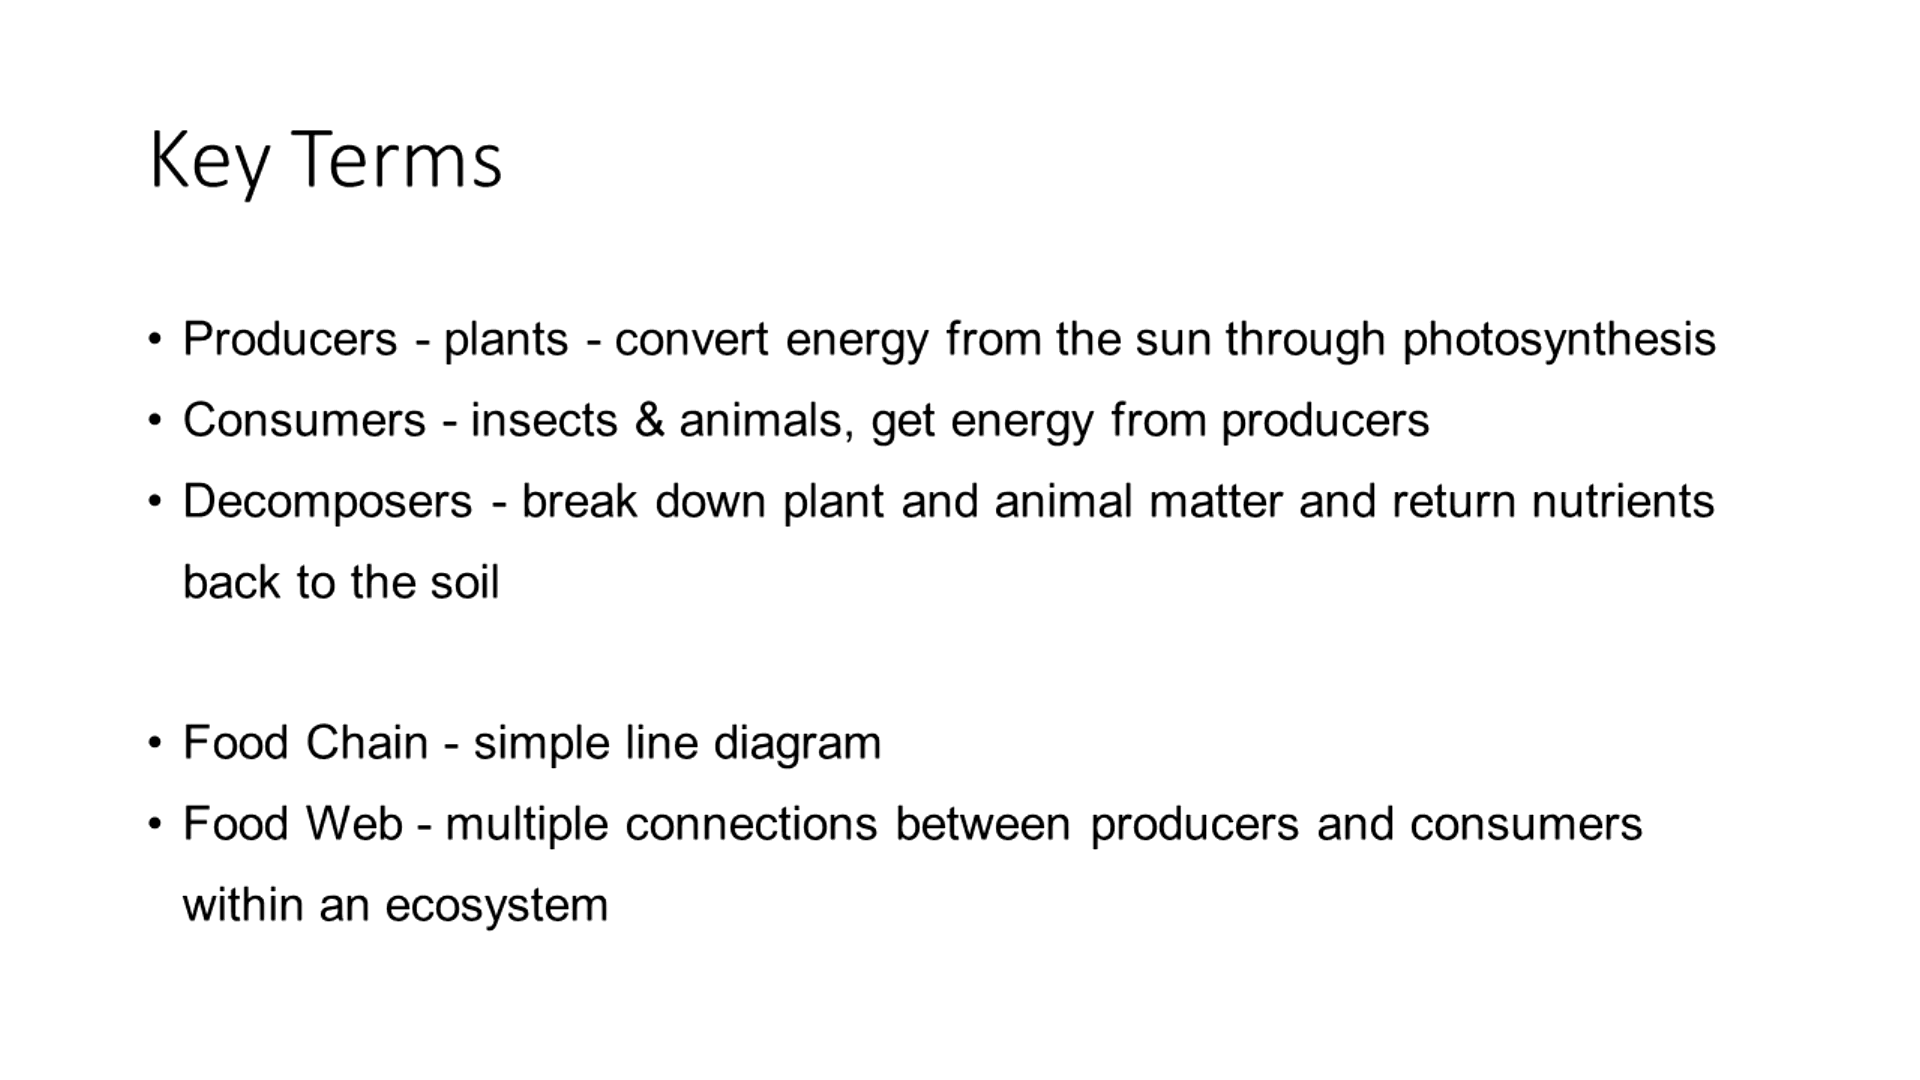 Key Terms
• Producers - plants - convert energy from the sun through photosynthesis
• Consumers - insects & animals, get energy from producers
• Decomposers - break down plant and animal matter and return nutrients
back to the soil
• Food Chain - simple line diagram
• Food Web - multiple connections between producers and consumers
within an ecosystem